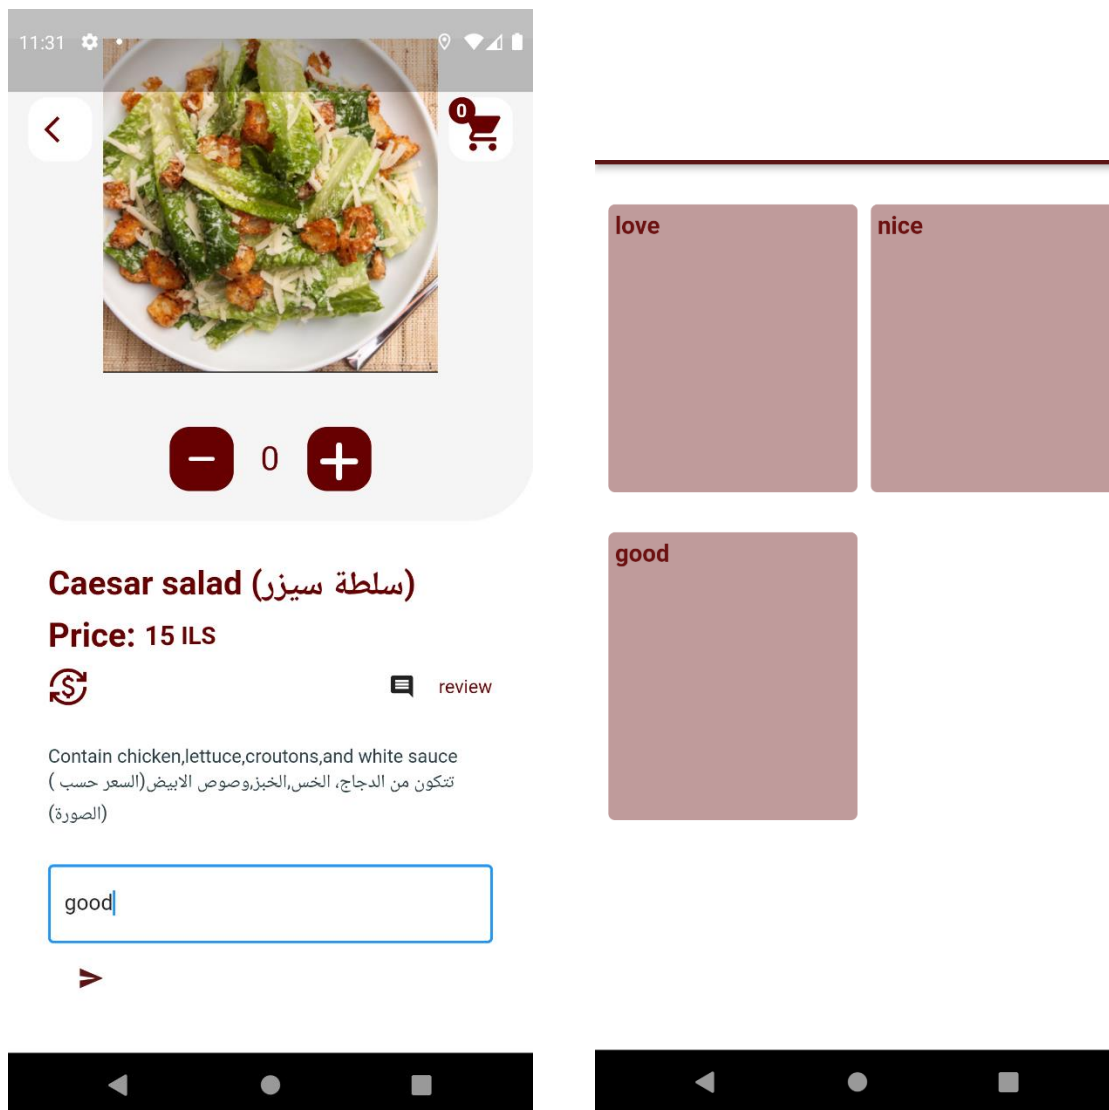 11:31
0
0
Caesar salad (سلطة سيزر)
Price: 15 ILS
review
Contain chicken,lettuce,croutons,and white sauce
تتكون من الدجاج، الخس,الخبز,وصوص الابيض(السعر حسب )
(الصورة)
good
love
nice
good